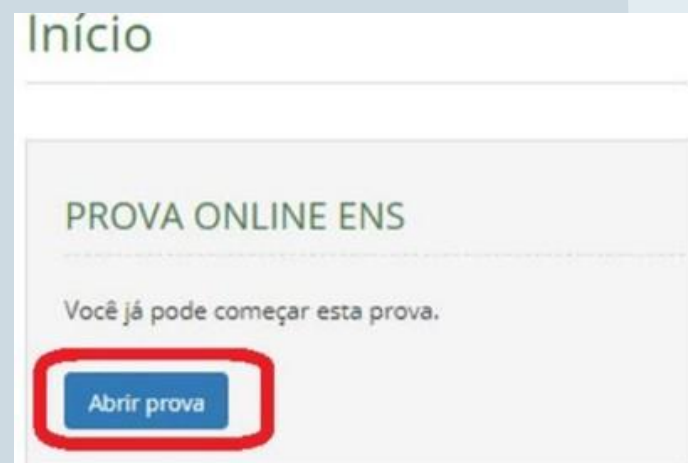 Início
PROVA ONLINE ENS
Você já pode começar esta prova.
Abrir prova